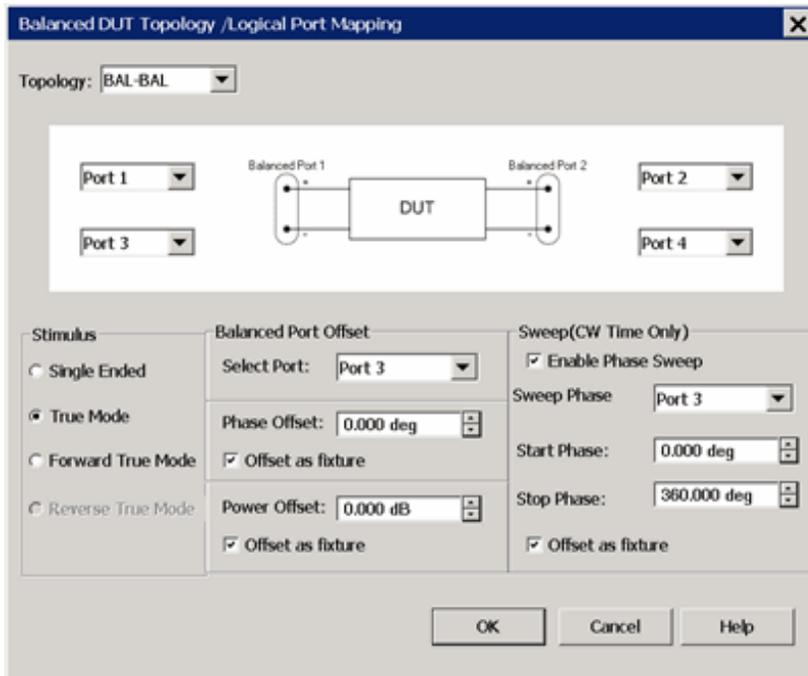 Balanced DUT Topology /Logical Port Mapping
Topology: BAL-BAL
Port 1
Port 3
Balanced Port 1
DUT
Balanced Port 2
Port 2
Port 4
Stimulus
Single Ended
True Mode
Forward True Mode
Reverse True Mode
Balanced Port Offset
Select Port: Port 3
Phase Offset: 0.000 deg
Offset as fixture
Power Offset: 0.000 dB
Offset as fixture
Sweep(CW Time Only)
Enable Phase Sweep
Sweep Phase Port 3
Start Phase: 0.000 deg
Stop Phase: 360.000 deg
Offset as fixture
OK Cancel Help